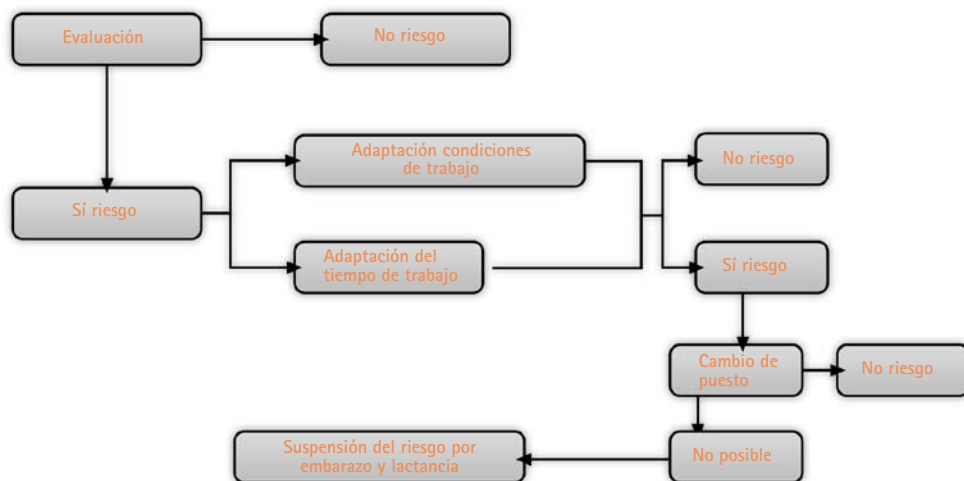 Evaluación
No riesgo
Adaptación condiciones
de trabajo
No riesgo
Sí riesgo
Adaptación del
tiempo de trabajo
Sí riesgo
Cambio de
puesto
No riesgo
Suspensión del riesgo por
embarazo y lactancia
No posible